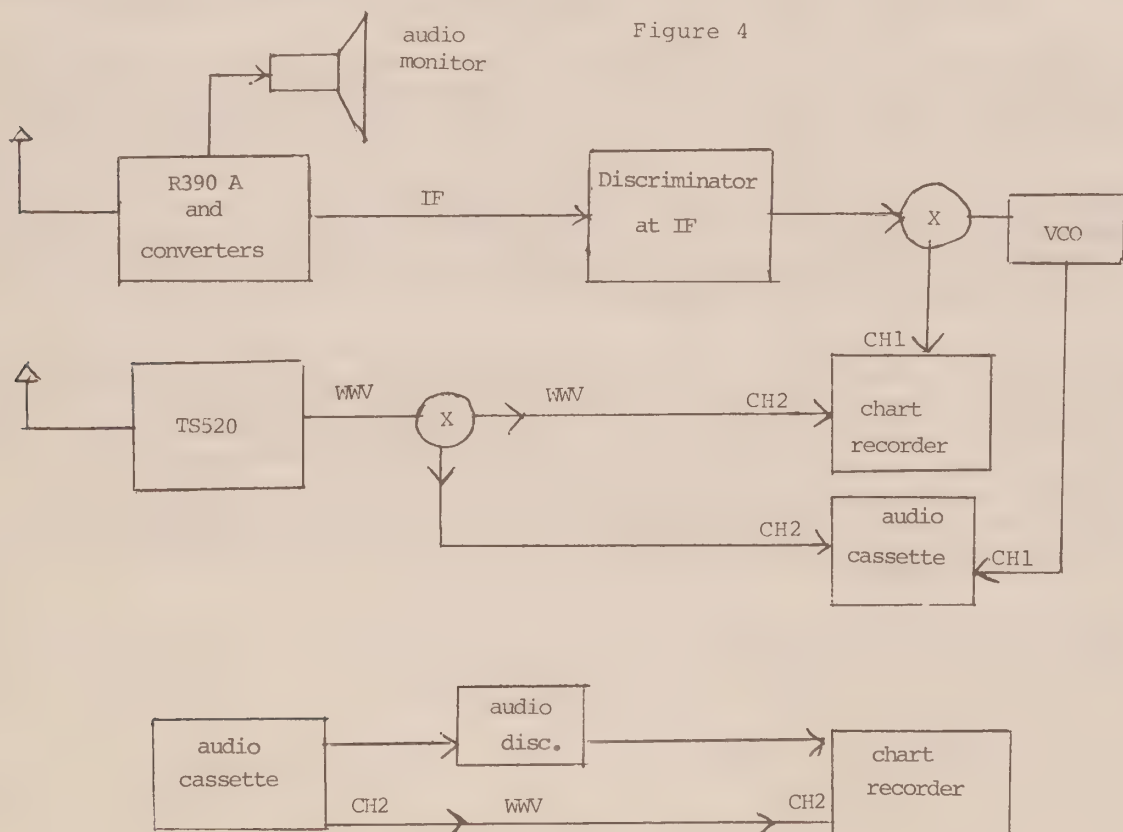 Figure 4
audio
monitor
R390 A
and
converters
IF
Discriminator
at IF
X
VCO
CH1
TS520
WWV
X
WWV
CH2
chart
recorder
CH2
audio
cassette
CH1
audio
cassette
audio
disc.
chart
recorder
CH2
WWV
CH2